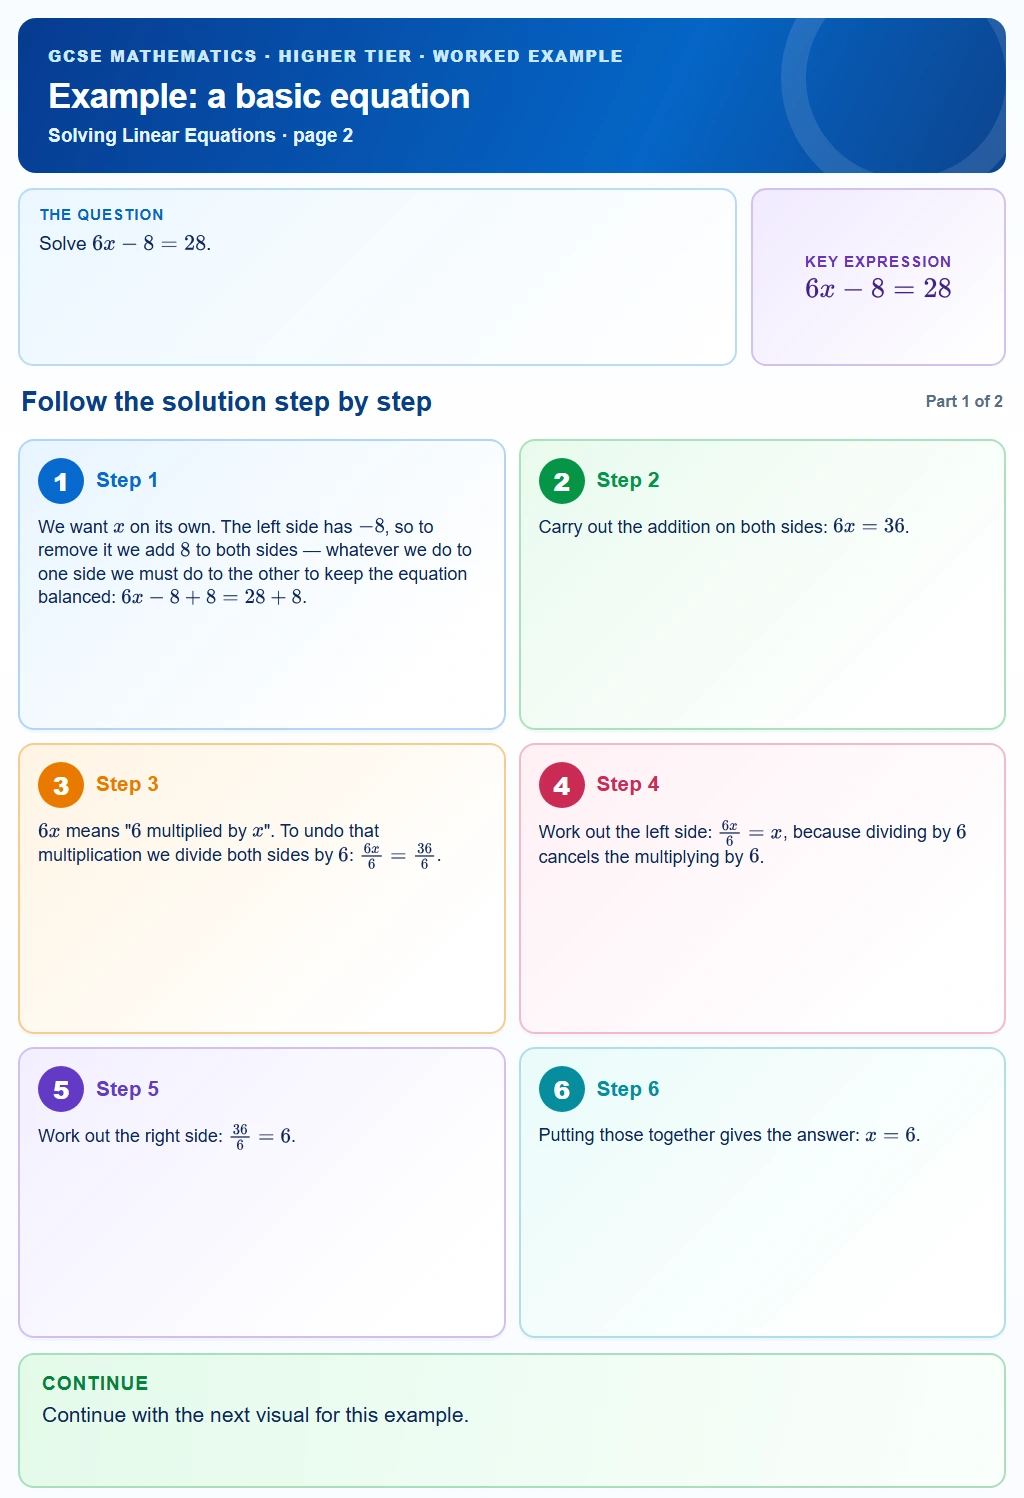 GCSE MATHEMATICS · HIGHER TIER · WORKED EXAMPLE
Example: a basic equation
Solving Linear Equations · page 2
THE QUESTION
Solve 6x − 8 = 28.
KEY EXPRESSION
6x − 8 = 28
Follow the solution step by step
Part 1 of 2
1 Step 1
We want x on its own. The left side has −8, so to
remove it we add 8 to both sides — whatever we do to
one side we must do to the other to keep the equation
balanced: 6x − 8 + 8 = 28 + 8.
2 Step 2
Carry out the addition on both sides: 6x = 36.
3 Step 3
6x means "6 multiplied by x". To undo that
multiplication we divide both sides by 6: 6x/6 = 36/6.
4 Step 4
Work out the left side: 6x/6 = x, because dividing by 6
cancels the multiplying by 6.
5 Step 5
Work out the right side: 36/6 = 6.
6 Step 6
Putting those together gives the answer: x = 6.
CONTINUE
Continue with the next visual for this example.